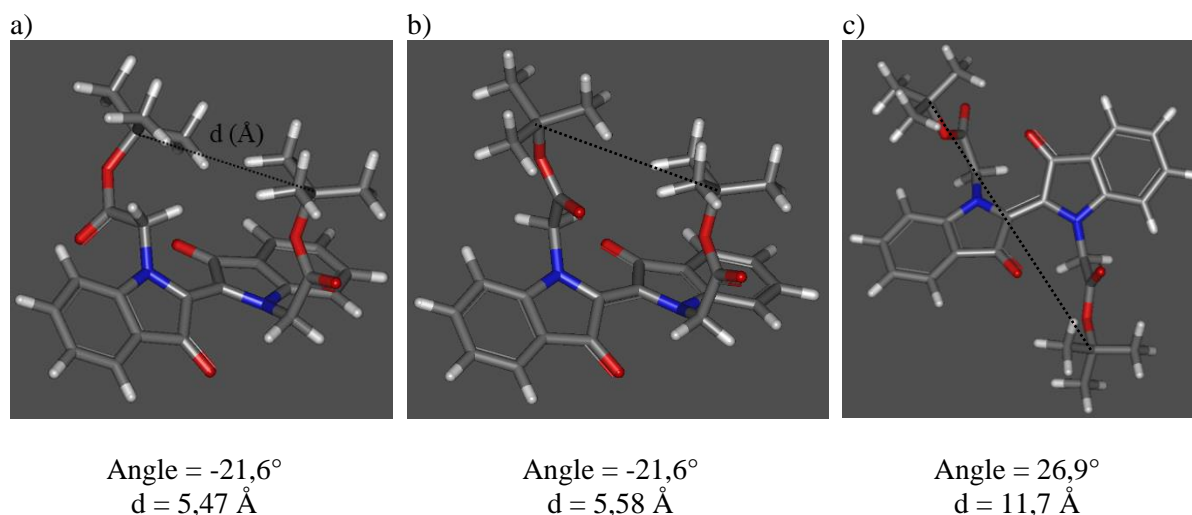 a)
b)
c)
d (Å)
Angle = -21,6°
d = 5,47 Å
Angle = -21,6°
d = 5,58 Å
Angle = 26,9°
d = 11,7 Å